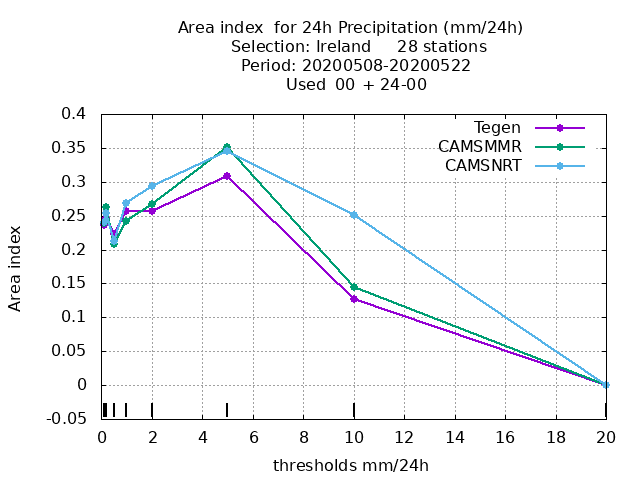 Area index  for 24h Precipitation (mm/24h)
Selection: Ireland     28 stations
Period: 20200508-20200522
Used  00 + 24-00
Tegen
CAMSMMR
CAMSNRT
0.4
0.35
0.3
0.25
0.2
0.15
0.1
0.05
0
-0.05
Area index
0 2 4 6 8 10 12 14 16 18 20
thresholds mm/24h